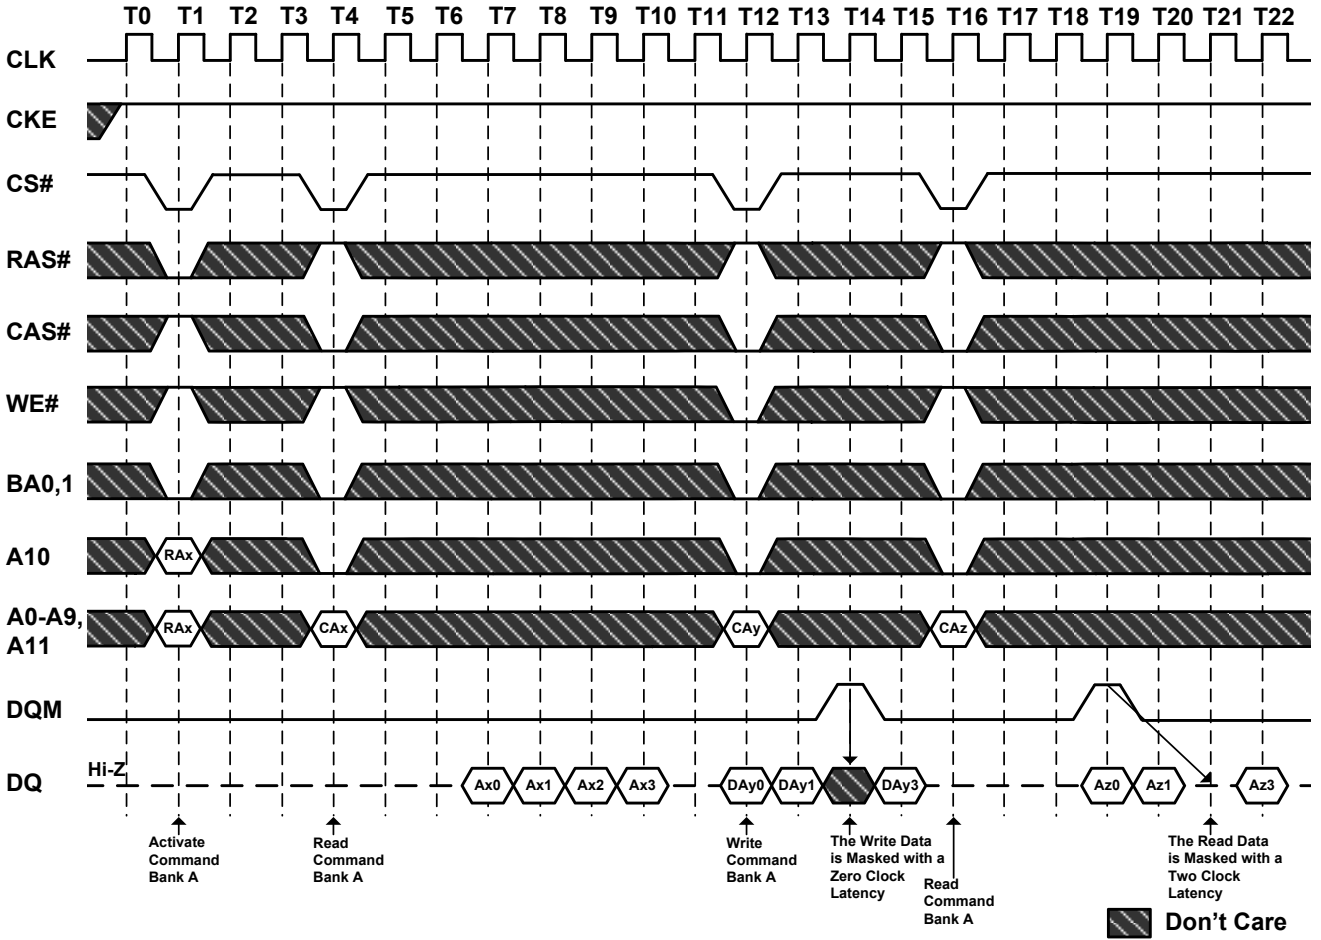 T0 T1 T2 T3 T4 T5 T6 T7 T8 T9 T10 T11 T12 T13 T14 T15 T16 T17 T18 T19 T20 T21 T22
CLK
CKE
CS#
RAS#
CAS#
WE#
BA0,1
A10
RAx
A0-A9,
A11
RAx CAx CAy CAz
DQM
DQ
Hi-Z
Ax0 Ax1 Ax2 Ax3 DAy0 DAy1 DAy3 Az0 Az1 Az3
Activate
Command
Bank A
Read
Command
Bank A
Write
Command
Bank A
The Write Data
is Masked with a
Zero Clock
Latency
Read
Command
Bank A
The Read Data
is Masked with a
Two Clock
Latency
Don't Care